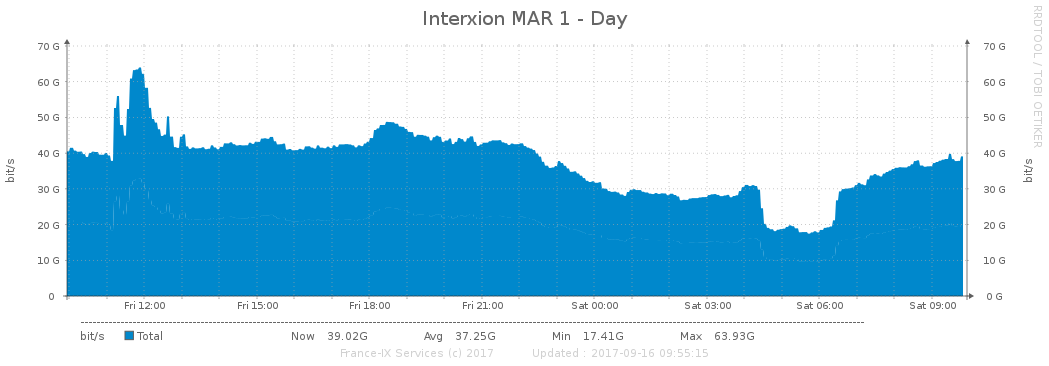 Interxion MAR 1 - Day
RRDTOOL / TOBI OETIKER
bit/s
bit/s
70 G 70 G
60 G 60 G
50 G 50 G
40 G 40 G
30 G 30 G
20 G 20 G
10 G 10 G
0 0 G
Fri 12:00 Fri 15:00 Fri 18:00 Fri 21:00 Sat 00:00 Sat 03:00 Sat 06:00 Sat 09:00
bit/s Total Now 39.02G Avg 37.25G Min 17.41G Max 63.93G
France-IX Services (c) 2017 Updated : 2017-09-16 09:55:15